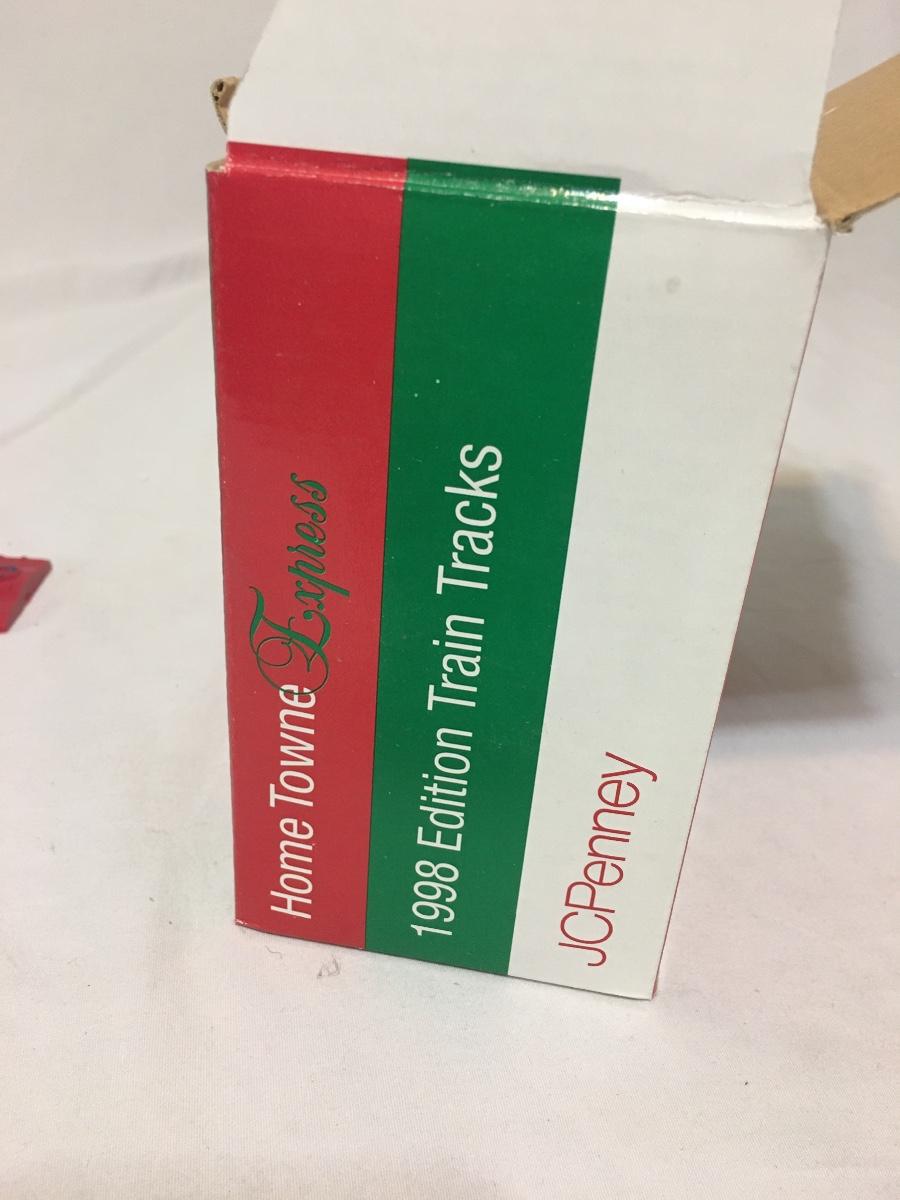 Home Towne Express
1998 Edition Train Tracks
JCPenney